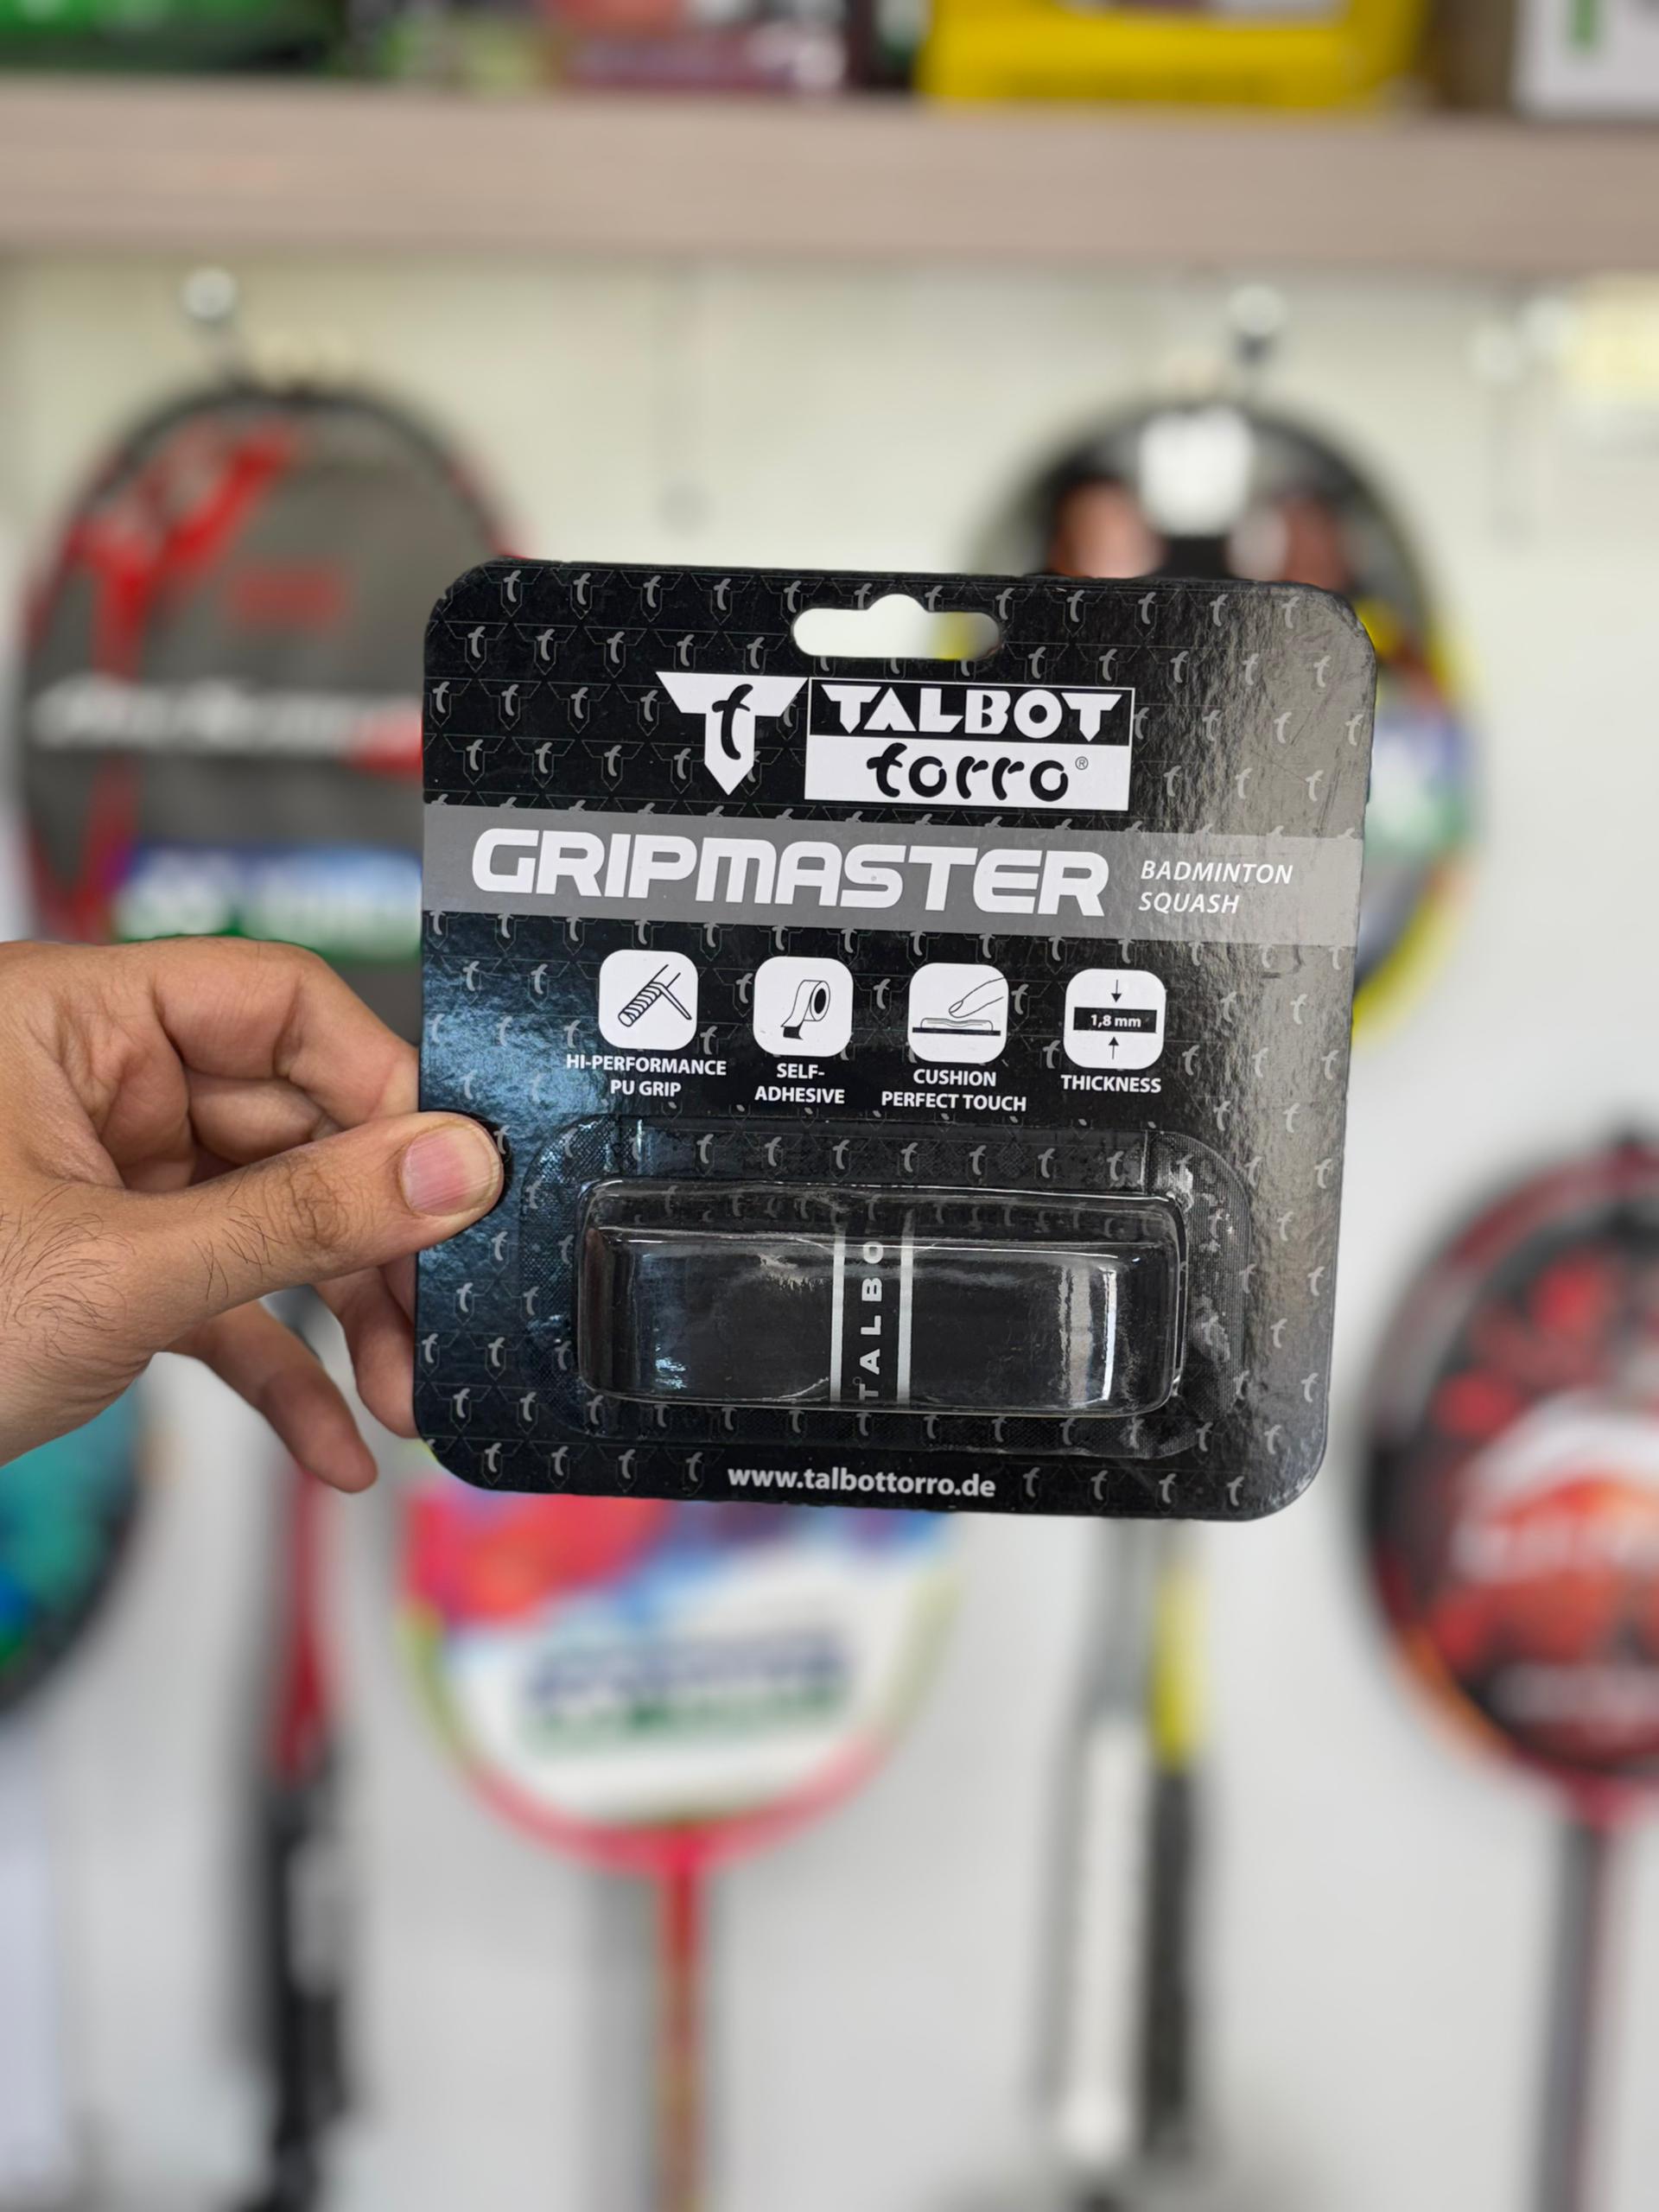 TALBOT
torro®
GRIPMASTER
BADMINTON
SQUASH
1,8 mm
HI-PERFORMANCE
PU GRIP
SELF-
ADHESIVE
CUSHION
PERFECT TOUCH
THICKNESS
TALBO
www.talbottorro.de